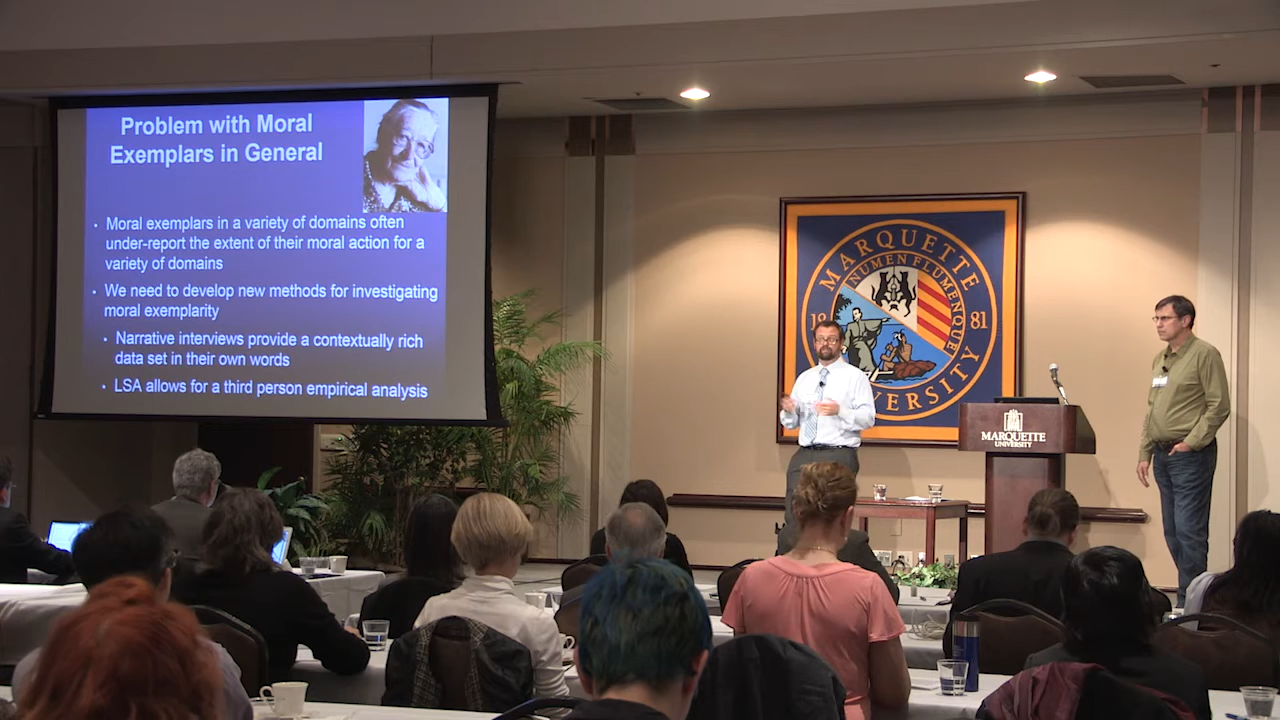 Problem with Moral
Exemplars in General
• Moral exemplars in a variety of domains often
under-report the extent of their moral action for a
variety of domains
• We need to develop new methods for investigating
moral exemplarity
• Narrative interviews provide a contextually rich
data set in their own words
• LSA allows for a third person empirical analysis
MARQUETTE
NUMEN FLUMENQUE
1881
VERSITY
MARQUETTE
UNIVERSITY